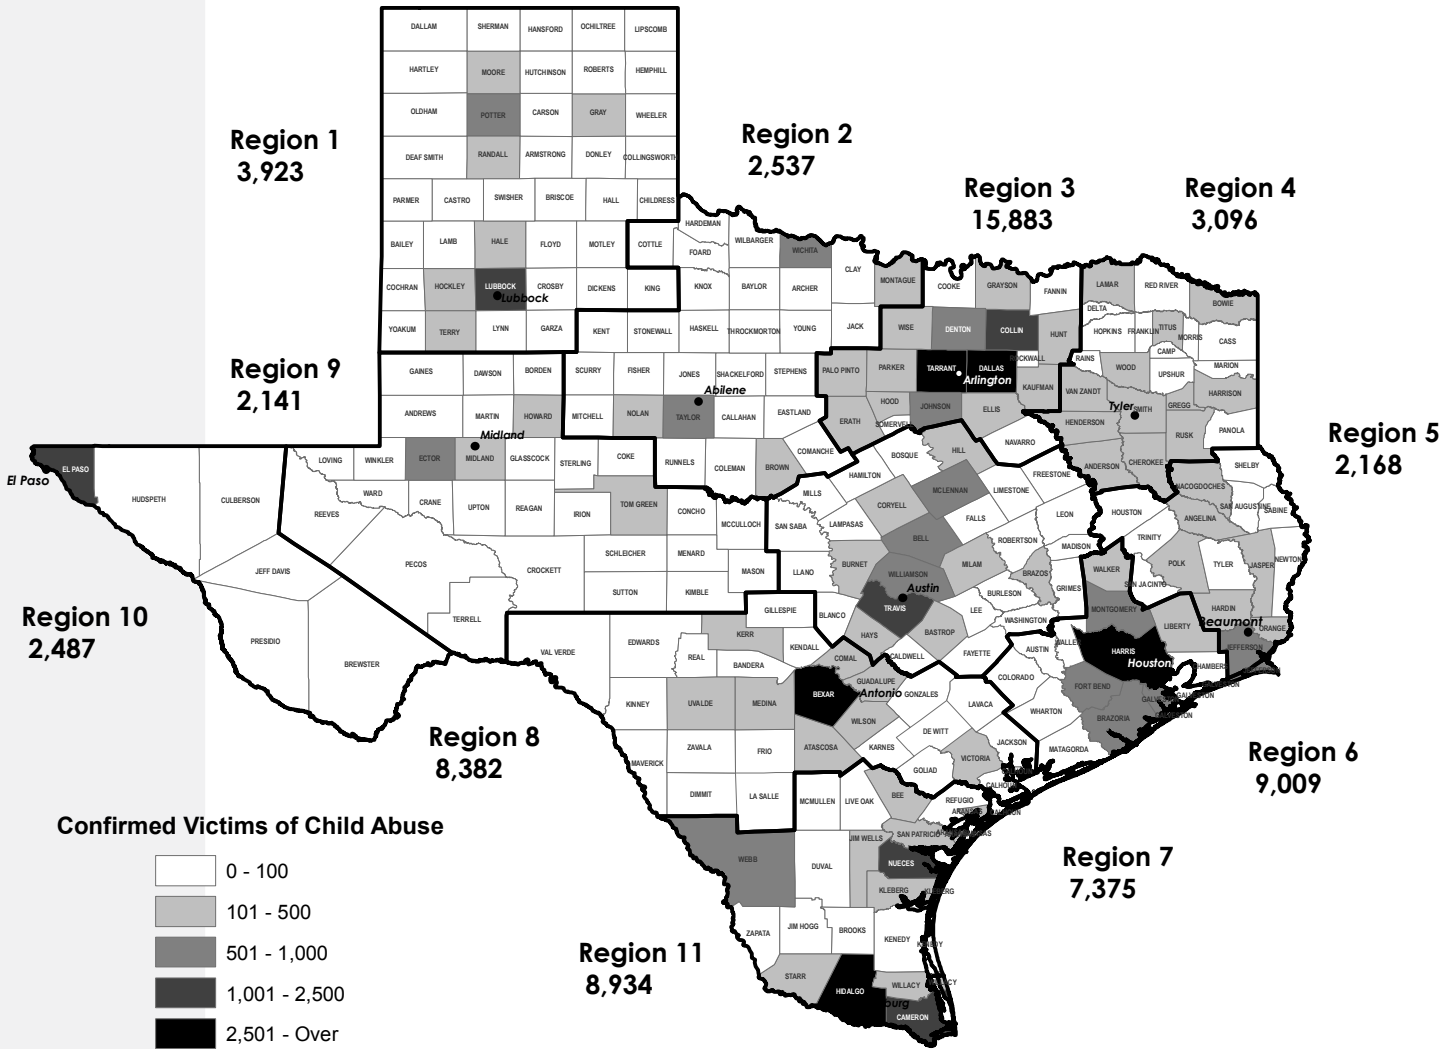 DALLAM SHERMAN HANSFORD OCHILTREE LIPSCOMB
HARTLEY MOORE HUTCHINSON ROBERTS HEMPHILL
OLDHAM POTTER CARSON GRAY WHEELER
Region 1
3,923
DEAF SMITH RANDALL ARMSTRONG DONLEY COLLINGSWORTH
PARMER CASTRO SWISHER BRISCOE HALL CHILDRESS
BAILEY LAMB HALE FLOYD MOTLEY COTTLE
COCHRAN HOCKLEY LUBBOCK CROSBY DICKENS KING
Lubbock
YOAKUM TERRY LYNN GARZA
Region 2
2,537
HARDEMAN
FOARD WILBARGER WICHITA CLAY MONTAGUE
KNOX BAYLOR ARCHER JACK
KENT STONEWALL HASKELL THROCKMORTON YOUNG
SCURRY FISHER JONES SHACKELFORD STEPHENS
Abilene
MITCHELL NOLAN TAYLOR CALLAHAN EASTLAND
RUNNELS COLEMAN BROWN COMANCHE
Region 3
15,883
COOKE GRAYSON FANNIN
WISE DENTON COLLIN HUNT
PALO PINTO PARKER TARRANT DALLAS ROCKWALL
Arlington
KAUFMAN
ERATH HOOD JOHNSON ELLIS
SOMERVELL NAVARRO
Region 4
3,096
LAMAR RED RIVER BOWIE
DELTA
HOPKINS FRANKLIN TITUS MORRIS CASS
RAINS WOOD CAMP UPSHUR MARION
VAN ZANDT SMITH GREGG HARRISON
Tyler
HENDERSON RUSK PANOLA
ANDERSON CHEROKEE
Region 9
2,141
GAINES DAWSON BORDEN
ANDREWS MARTIN HOWARD
Midland
LOVING WINKLER ECTOR MIDLAND GLASSCOCK STERLING COKE
WARD CRANE UPTON REAGAN IRION TOM GREEN CONCHO
REEVES MCCULLOCH
PECOS CROCKETT SCHLEICHER MENARD MASON
SUTTON KIMBLE
TERRELL
El Paso
EL PASO HUDSPETH CULBERSON
JEFF DAVIS
PRESIDIO BREWSTER
Region 10
2,487
Region 5
2,168
SHELBY
NACOGDOCHES
SAN AUGUSTINE SABINE
HOUSTON ANGELINA
TRINITY
POLK TYLER JASPER NEWTON
SAN JACINTO
HARDIN
Beaumont
ORANGE
JEFFERSON
BOSQUE HILL
HAMILTON MCLENNAN LIMESTONE FREESTONE
MILLS CORYELL
SAN SABA LAMPASAS FALLS LEON
BELL ROBERTSON MADISON
LLANO BURNET WILLIAMSON MILAM BRAZOS GRIMES
Austin
BURLESON
BLANCO TRAVIS LEE WASHINGTON
HAYS BASTROP
CALDWELL FAYETTE
WALKER
MONTGOMERY
LIBERTY
WALLER HARRIS
Houston
CHAMBERS
AUSTIN
COLORADO FORT BEND
GALVESTON
WHARTON BRAZORIA
MATAGORDA
Region 6
9,009
GILLESPIE
VAL VERDE EDWARDS KERR KENDALL
REAL BANDERA COMAL
GUADALUPE
KINNEY UVALDE MEDINA BEXAR
Antonio
GONZALES LAVACA
WILSON
DE WITT
MAVERICK ZAVALA FRIO ATASCOSA KARNES JACKSON
GOLIAD VICTORIA
DIMMIT LA SALLE CALHOUN
Region 8
8,382
Region 7
7,375
MCMULLEN LIVE OAK BEE REFUGIO
SAN PATRICIO
WEBB DUVAL JIM WELLS NUECES
KLEBERG
ZAPATA JIM HOGG BROOKS KENEDY
STARR HIDALGO WILLACY
burg
CAMERON
Region 11
8,934
Confirmed Victims of Child Abuse
0 - 100
101 - 500
501 - 1,000
1,001 - 2,500
2,501 - Over